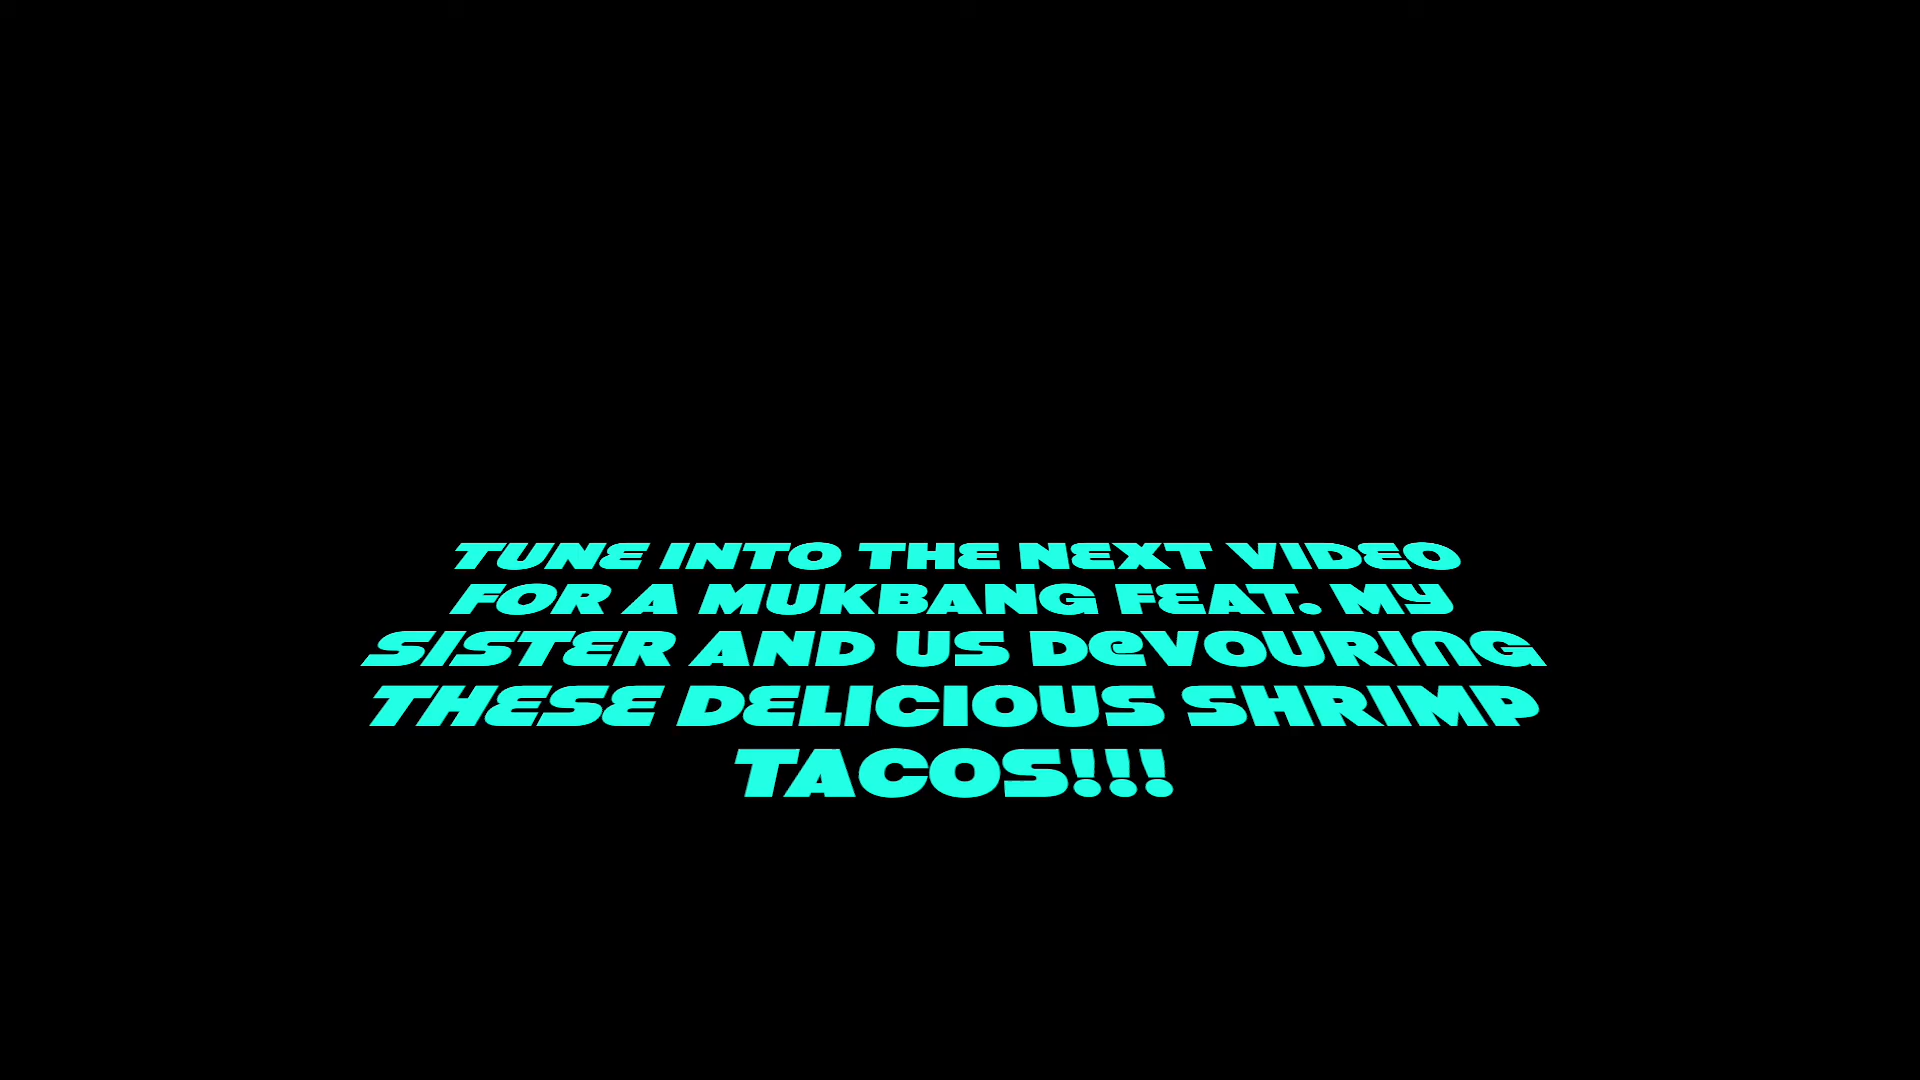 TUNE INTO THE NEXT VIDEO
FOR A MUKBANG FEAT. MY
SISTER AND US DeVOURING
THESE DELICIOUS SHRIMP
TACOS!!!